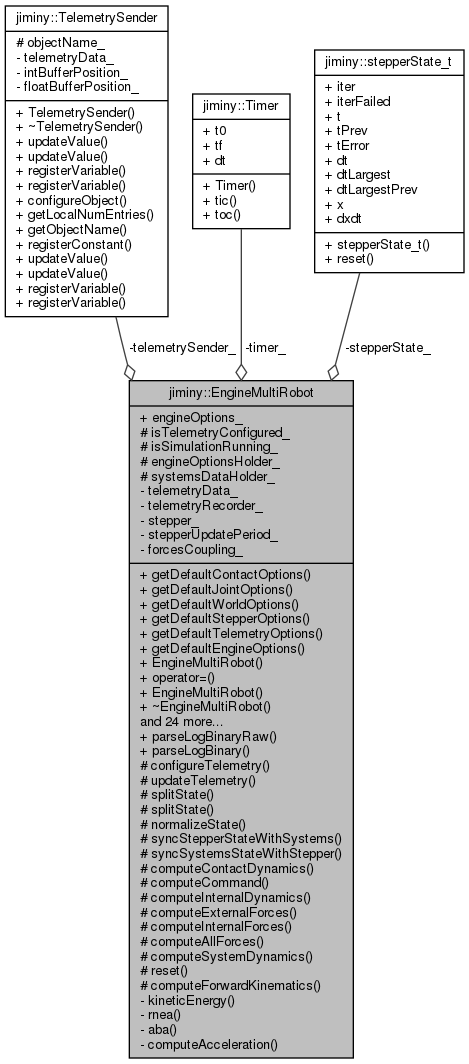 jiminy::TelemetrySender
# objectName_
- telemetryData_
- intBufferPosition_
- floatBufferPosition_
+ TelemetrySender()
+ ~TelemetrySender()
+ updateValue()
+ updateValue()
+ registerVariable()
+ registerVariable()
+ configureObject()
+ getLocalNumEntries()
+ getObjectName()
+ registerConstant()
+ updateValue()
+ updateValue()
+ registerVariable()
+ registerVariable()
jiminy::Timer
+ t0
+ tf
+ dt
+ Timer()
+ tic()
+ toc()
jiminy::stepperState_t
+ iter
+ iterFailed
+ t
+ tPrev
+ tError
+ dt
+ dtLargest
+ dtLargestPrev
+ x
+ dxdt
+ stepperState_t()
+ reset()
-telemetrySender_
-timer_
-stepperState_
jiminy::EngineMultiRobot
+ engineOptions_
# isTelemetryConfigured_
# isSimulationRunning_
# engineOptionsHolder_
# systemsDataHolder_
- telemetryData_
- telemetryRecorder_
- stepper_
- stepperUpdatePeriod_
- forcesCoupling_
+ getDefaultContactOptions()
+ getDefaultJointOptions()
+ getDefaultWorldOptions()
+ getDefaultStepperOptions()
+ getDefaultTelemetryOptions()
+ getDefaultEngineOptions()
+ EngineMultiRobot()
+ operator=()
+ EngineMultiRobot()
+ ~EngineMultiRobot()
and 24 more...
+ parseLogBinaryRaw()
+ parseLogBinary()
# configureTelemetry()
# updateTelemetry()
# splitState()
# splitState()
# normalizeState()
# syncStepperStateWithSystems()
# syncSystemsStateWithStepper()
# computeContactDynamics()
# computeCommand()
# computeInternalDynamics()
# computeExternalForces()
# computeInternalForces()
# computeAllForces()
# computeSystemDynamics()
# reset()
# computeForwardKinematics()
- kineticEnergy()
- rnea()
- aba()
- computeAcceleration()